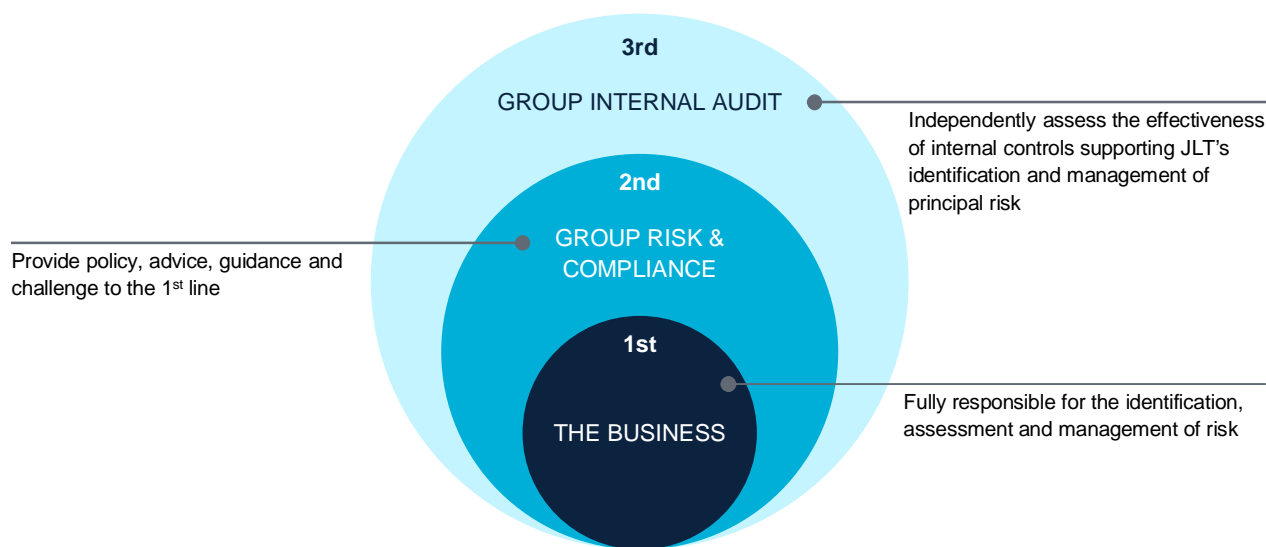 3rd
GROUP INTERNAL AUDIT
Independently assess the effectiveness
of internal controls supporting JLT's
identification and management of
principal risk
2nd
GROUP RISK &
COMPLIANCE
Provide policy, advice, guidance and
challenge to the 1st line
1st
THE BUSINESS
Fully responsible for the identification,
assessment and management of risk